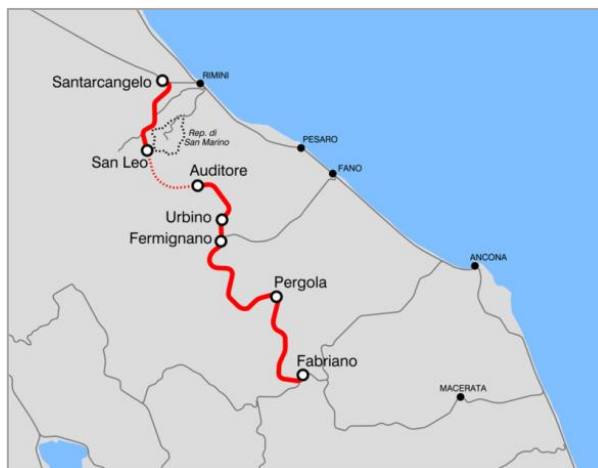 Santarcangelo
RIMINI
Rep. di
San Marino
San Leo
PESARO
Auditore
FANO
Urbino
Fermignano
ANCONA
Pergola
Fabriano
MACERATA